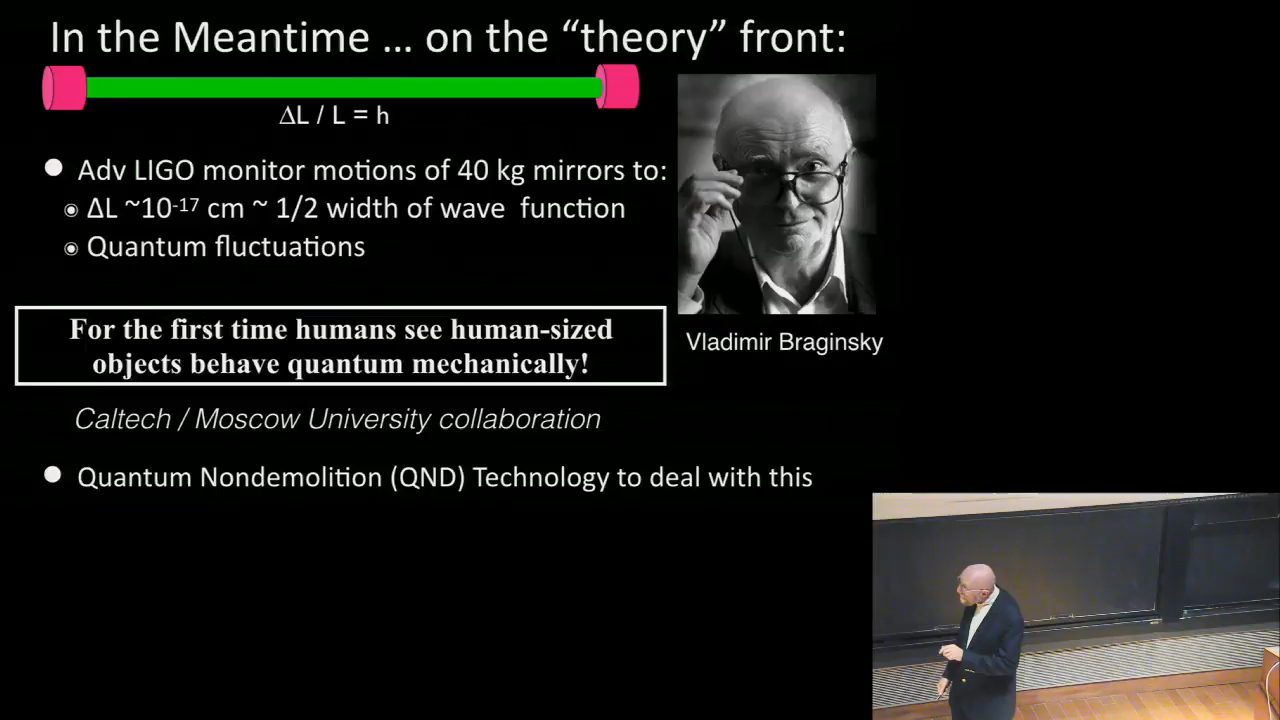 In the Meantime … on the “theory” front:
ΔL / L = h
● Adv LIGO monitor motions of 40 kg mirrors to:
◉ ΔL ~10⁻¹⁷ cm ~ 1/2 width of wave function
◉ Quantum fluctuations
For the first time humans see human-sized
objects behave quantum mechanically!
Vladimir Braginsky
Caltech / Moscow University collaboration
● Quantum Nondemolition (QND) Technology to deal with this